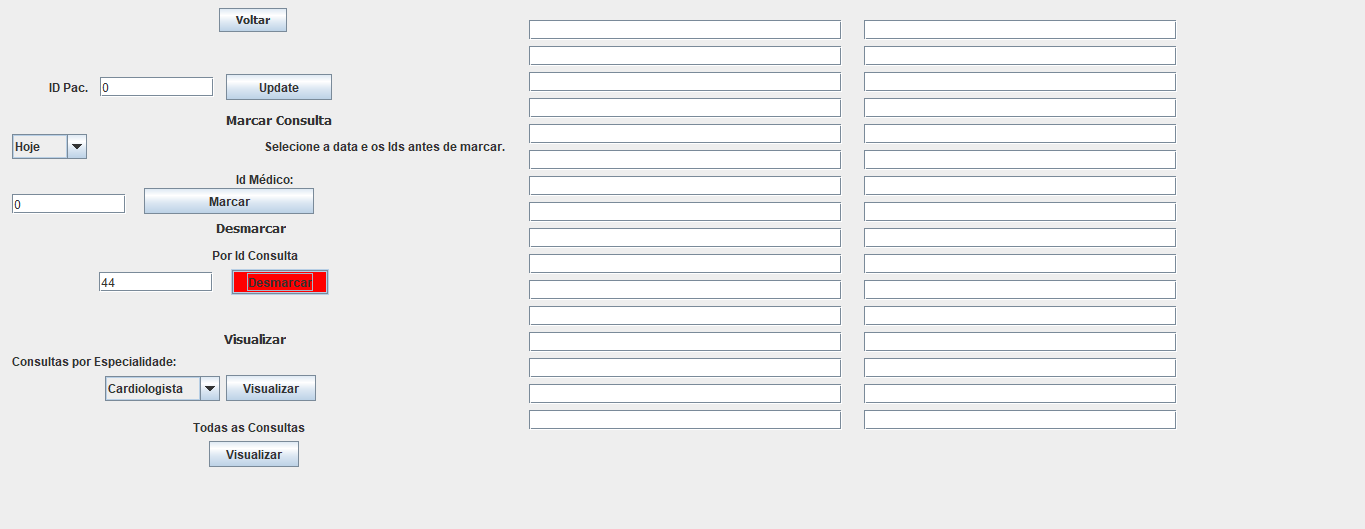 Voltar
ID Pac. 0 Update
Marcar Consulta
Hoje Selecione a data e os Ids antes de marcar.
Id Médico:
0 Marcar
Desmarcar
Por Id Consulta
44 Desmarcar
Visualizar
Consultas por Especialidade:
Cardiologista Visualizar
Todas as Consultas
Visualizar